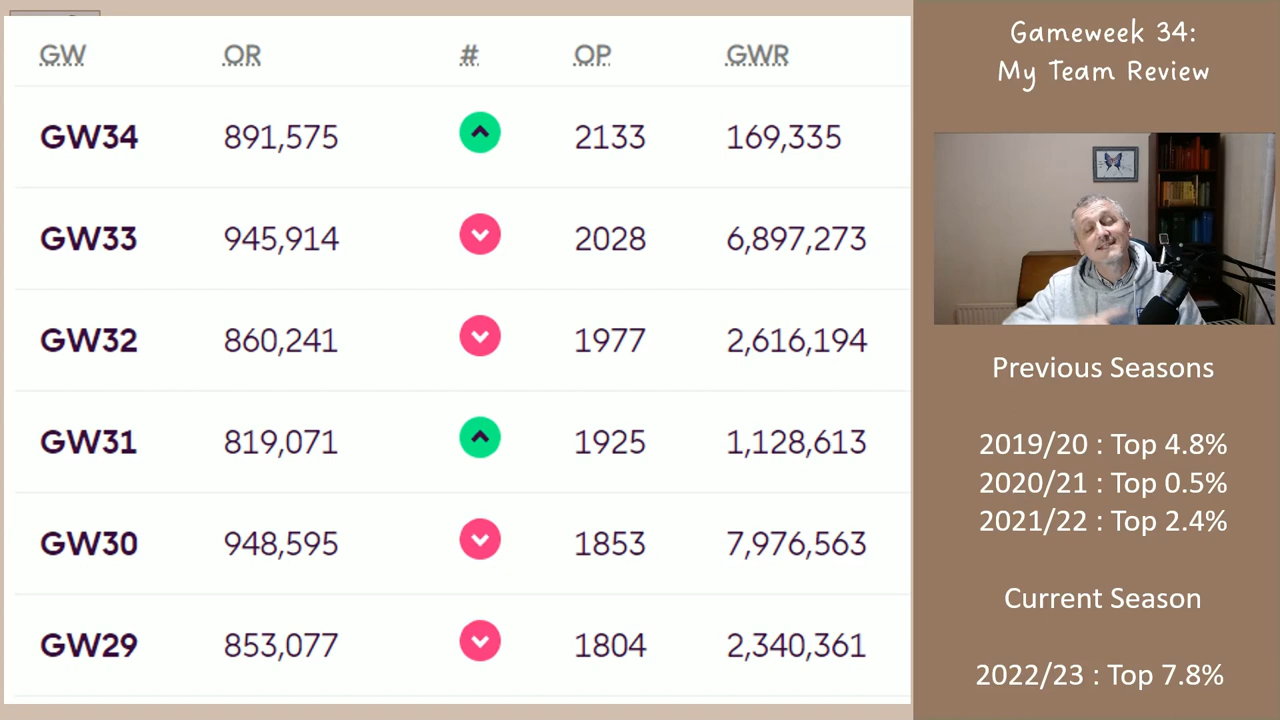 GW OR # OP GWR
GW34 891,575 2133 169,335
GW33 945,914 2028 6,897,273
GW32 860,241 1977 2,616,194
GW31 819,071 1925 1,128,613
GW30 948,595 1853 7,976,563
GW29 853,077 1804 2,340,361
Gameweek 34:
My Team Review
Previous Seasons
2019/20 : Top 4.8%
2020/21 : Top 0.5%
2021/22 : Top 2.4%
Current Season
2022/23 : Top 7.8%